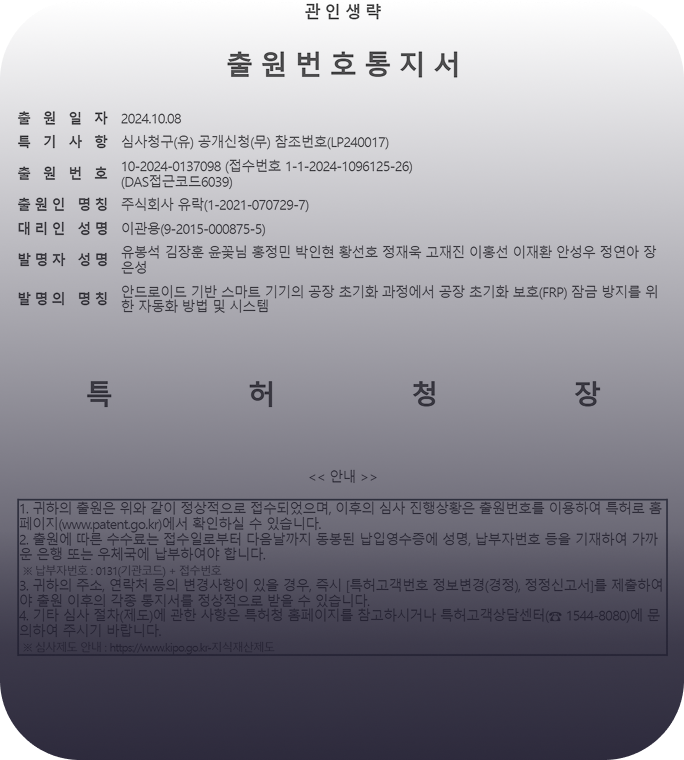 관 인 생 략
출 원 번 호 통 지 서
출 원 일 자 2024.10.08
특 기 사 항 심사청구(유) 공개신청(무) 참조번호(LP240017)
출 원 번 호 10-2024-0137098 (접수번호 1-1-2024-1096125-26)
(DAS접근코드6039)
출 원 인 명 칭 주식회사 유락(1-2021-070729-7)
대 리 인 성 명 이관용(9-2015-000875-5)
발 명 자 성 명 유봉석 김장훈 윤꽃님 홍정민 박인현 황선호 정재욱 고재진 이홍선 이재환 안성우 정연아 장
은성
발 명 의 명 칭 안드로이드 기반 스마트 기기의 공장 초기화 과정에서 공장 초기화 보호(FRP) 잠금 방지를 위
한 자동화 방법 및 시스템
특 허 청 장
<< 안내 >>
1. 귀하의 출원은 위와 같이 정상적으로 접수되었으며, 이후의 심사 진행상황은 출원번호를 이용하여 특허로 홈
페이지(www.patent.go.kr)에서 확인하실 수 있습니다.
2. 출원에 따른 수수료는 접수일로부터 다음날까지 동봉된 납입영수증에 성명, 납부자번호 등을 기재하여 가까
운 은행 또는 우체국에 납부하여야 합니다.
※ 납부자번호 : 0131(기관코드) + 접수번호
3. 귀하의 주소, 연락처 등의 변경사항이 있을 경우, 즉시 [특허고객번호 정보변경(경정), 정정신고서]를 제출하여
야 출원 이후의 각종 통지서를 정상적으로 받을 수 있습니다.
4. 기타 심사 절차(제도)에 관한 사항은 특허청 홈페이지를 참고하시거나 특허고객상담센터(☎ 1544-8080)에 문
의하여 주시기 바랍니다.
※ 심사제도 안내 : https://www.kipo.go.kr-지식재산제도